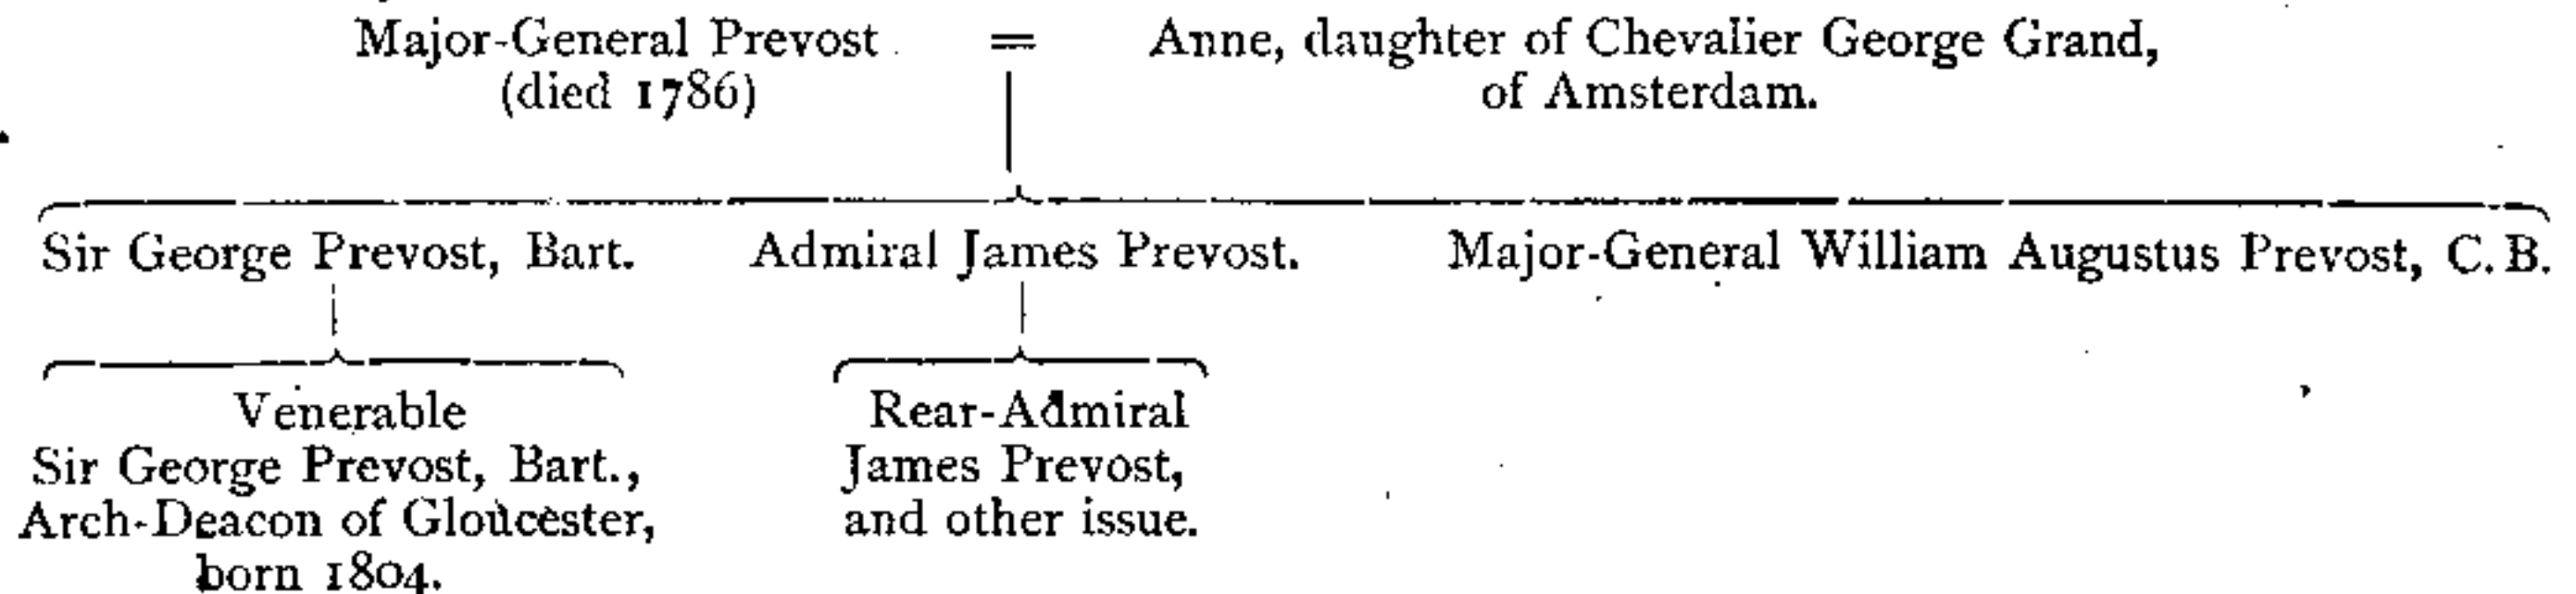 Major-General Prevost = Anne, daughter of Chevalier George Grand,
(died 1786) of Amsterdam.
Sir George Prevost, Bart. Admiral James Prevost. Major-General William Augustus Prevost, C.B.
Venerable Rear-Admiral
Sir George Prevost, Bart., James Prevost,
Arch-Deacon of Gloucester, and other issue.
born 1804.